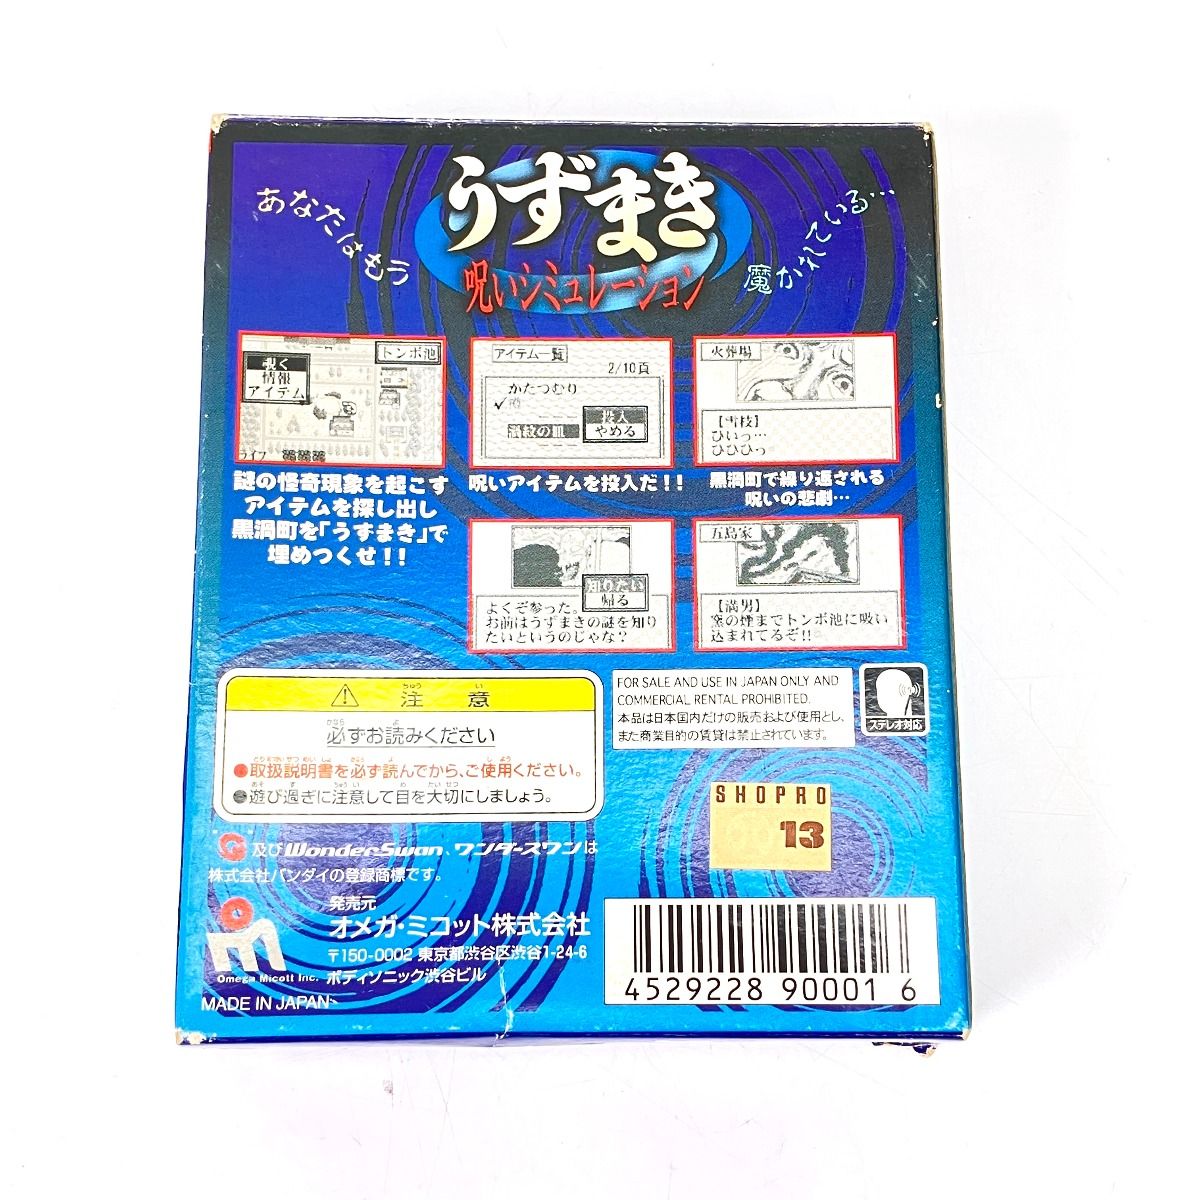 あなたはもう
うずまき
呪いシミュレーション
魔かれている…
トンボ池
覗く
情報
アイテム
ライフ
謎の怪奇現象を起こす
アイテムを探し出し
黒渦町を「うずまき」で
埋めつくせ!!
アイテム一覧
2/10頁
かたつむり
渦紋の皿
投入
やめる
呪いアイテムを投入だ!!
火葬場
【雪枝】
ひいっ…
ひひひっ
黒渦町で繰り返される
呪いの悲劇…
知りたい
帰る
よくぞ参った。
お前はうずまきの謎を知り
たいというのじゃな?
五島家
【満男】
窯の煙までトンボ池に吸い
込まれてるぞ!!
注意
必ずお読みください
●取扱説明書を必ず読んでから、ご使用ください。
●遊び過ぎに注意して目を大切にしましょう。
FOR SALE AND USE IN JAPAN ONLY AND
COMMERCIAL RENTAL PROHIBITED.
本品は日本国内だけの販売および使用とし、
また商業目的の賃貸は禁止されています。
ステレオ対応
SHOPRO
13
"G"及びWonderSwan、ワンダースワンは
株式会社バンダイの登録商標です。
発売元
オメガ・ミコット株式会社
〒150-0002 東京都渋谷区渋谷1-24-6
ボディソニック渋谷ビル
Omega Micott Inc.
MADE IN JAPAN
4529228 90001 6